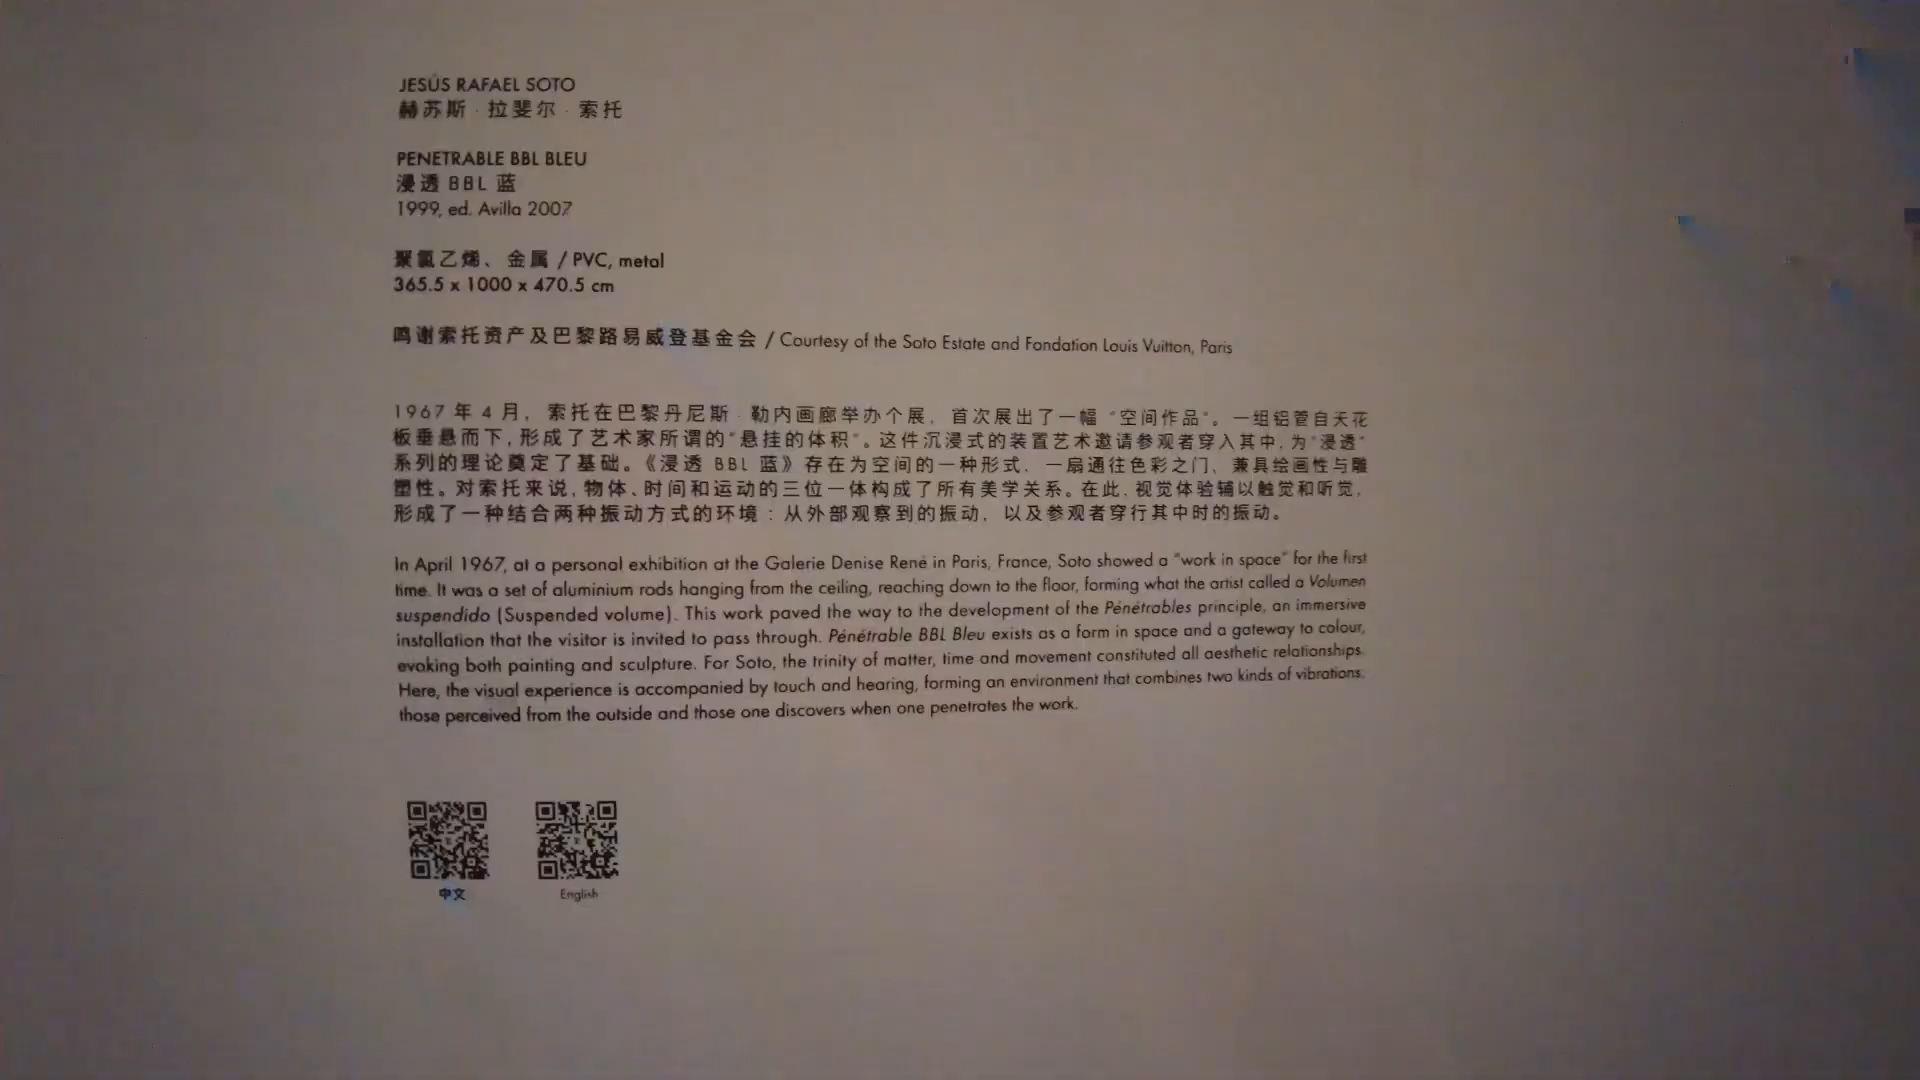 JESÚS RAFAEL SOTO
赫苏斯·拉斐尔·索托
PENETRABLE BBL BLEU
浸透 BBL 蓝
1999, ed. Avilla 2007
聚氯乙烯、金属 / PVC, metal
365.5 x 1000 x 470.5 cm
鸣谢索托资产及巴黎路易威登基金会 / Courtesy of the Soto Estate and Fondation Louis Vuitton, Paris
1967 年 4 月，索托在巴黎丹尼斯·勒内画廊举办个展，首次展出了一幅“空间作品”。一组铝管自天花
板垂悬而下，形成了艺术家所谓的“悬挂的体积”。这件沉浸式的装置艺术邀请参观者穿入其中，为“浸透”
系列的理论奠定了基础。《浸透 BBL 蓝》存在为空间的一种形式，一扇通往色彩之门，兼具绘画性与雕
塑性。对索托来说，物体、时间和运动的三位一体构成了所有美学关系。在此，视觉体验辅以触觉和听觉，
形成了一种结合两种振动方式的环境：从外部观察到的振动，以及参观者穿行其中时的振动。
In April 1967, at a personal exhibition at the Galerie Denise René in Paris, France, Soto showed a "work in space" for the first
time. It was a set of aluminium rods hanging from the ceiling, reaching down to the floor, forming what the artist called a Volumen
suspendido (Suspended volume). This work paved the way to the development of the Pénétrables principle, an immersive
installation that the visitor is invited to pass through. Pénétrable BBL Bleu exists as a form in space and a gateway to colour,
evoking both painting and sculpture. For Soto, the trinity of matter, time and movement constituted all aesthetic relationships.
Here, the visual experience is accompanied by touch and hearing, forming an environment that combines two kinds of vibrations:
those perceived from the outside and those one discovers when one penetrates the work.
中文
English